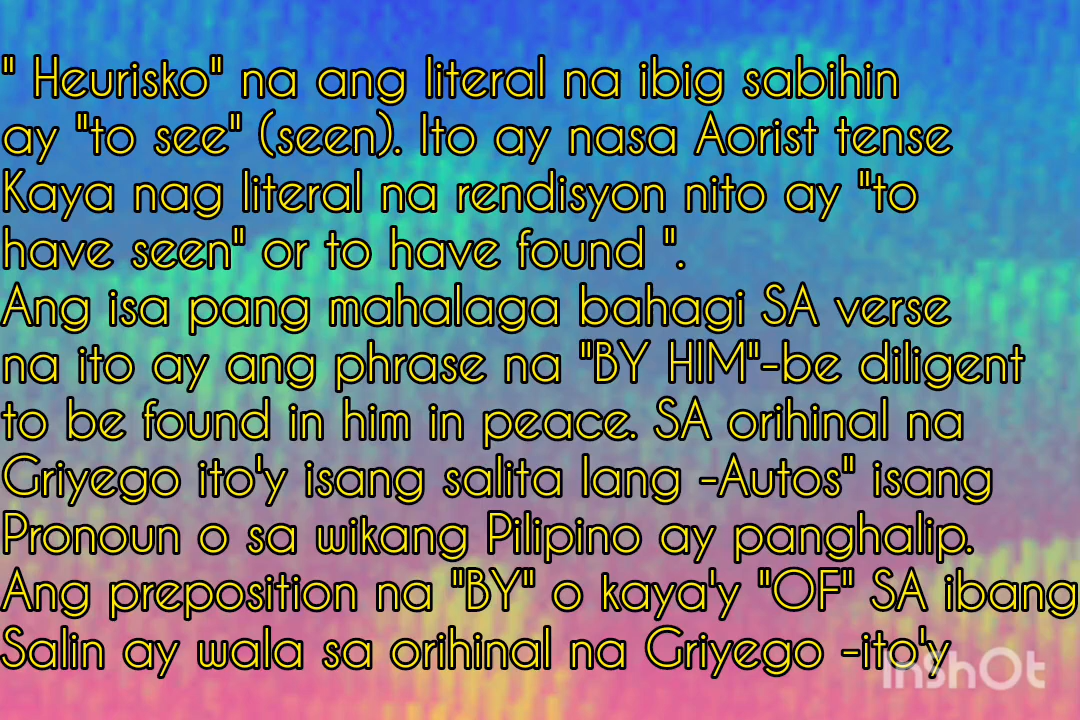 " Heurisko" na ang literal na ibig sabihin
ay "to see" (seen). Ito ay nasa Aorist tense
Kaya nag literal na rendisyon nito ay "to
have seen" or to have found ".
Ang isa pang mahalaga bahagi SA verse
na ito ay ang phrase na "BY HIM"-be diligent
to be found in him in peace. SA orihinal na
Griyego ito'y isang salita lang -Autos" isang
Pronoun o sa wikang Pilipino ay panghalip.
Ang preposition na "BY" o kaya'y "OF" SA ibang
Salin ay wala sa orihinal na Griyego -ito'y
InShOt